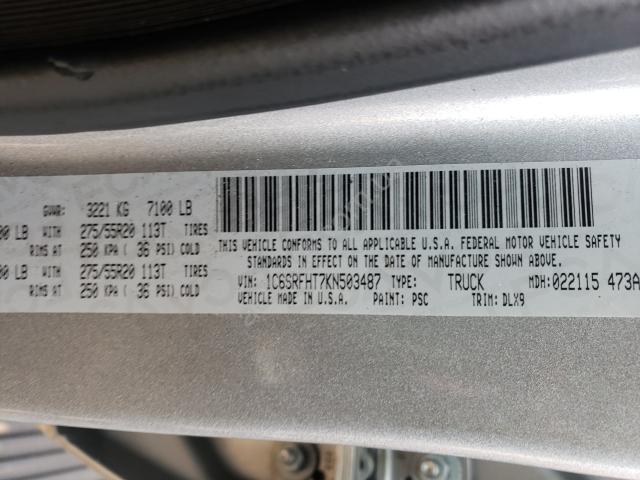 GVWR: 3221 KG 7100 LB
00 LB WITH 275/55R20 113T TIRES
RIMS AT 250 KPA ( 36 PSI) COLD
00 LB WITH 275/55R20 113T TIRES
RIMS AT 250 KPA ( 36 PSI) COLD
THIS VEHICLE CONFORMS TO ALL APPLICABLE U.S.A. FEDERAL MOTOR VEHICLE SAFETY
STANDARDS IN EFFECT ON THE DATE OF MANUFACTURE SHOWN ABOVE.
VIN: 1C6SRFHT7KN503487 TYPE: TRUCK MDH:022115 473A
VEHICLE MADE IN U.S.A. PAINT: PSC TRIM: DLX9